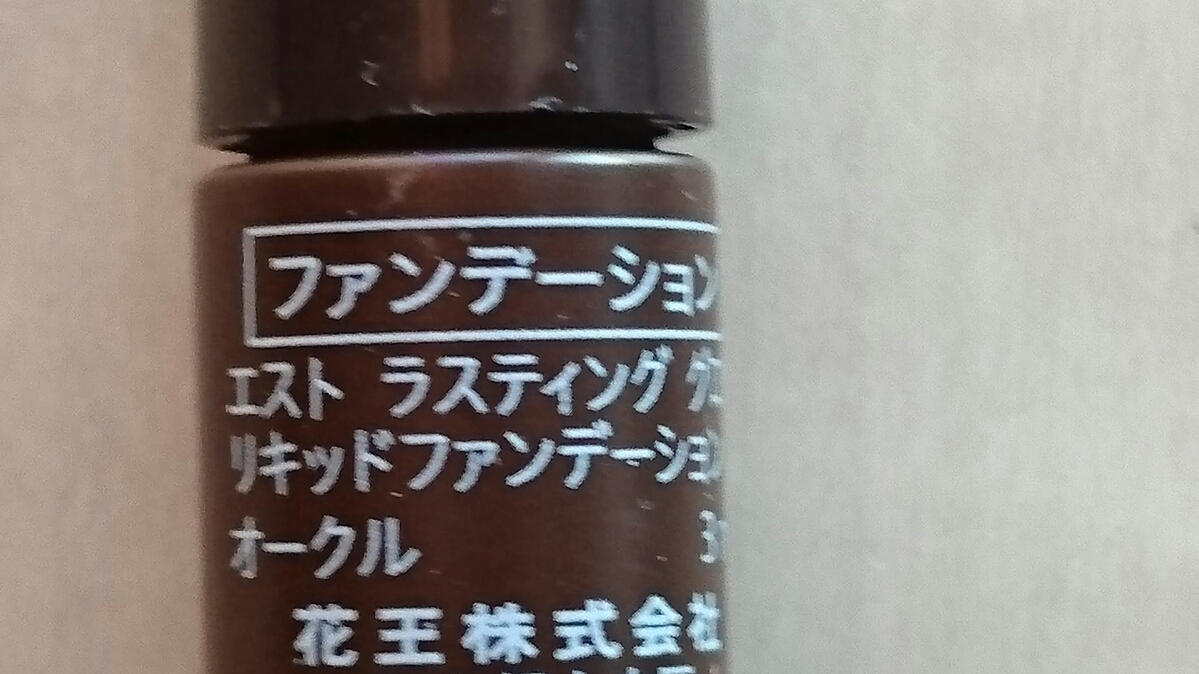 ファンデーション
エスト ラスティング
リキッドファンデーション
オークル
花王株式会社